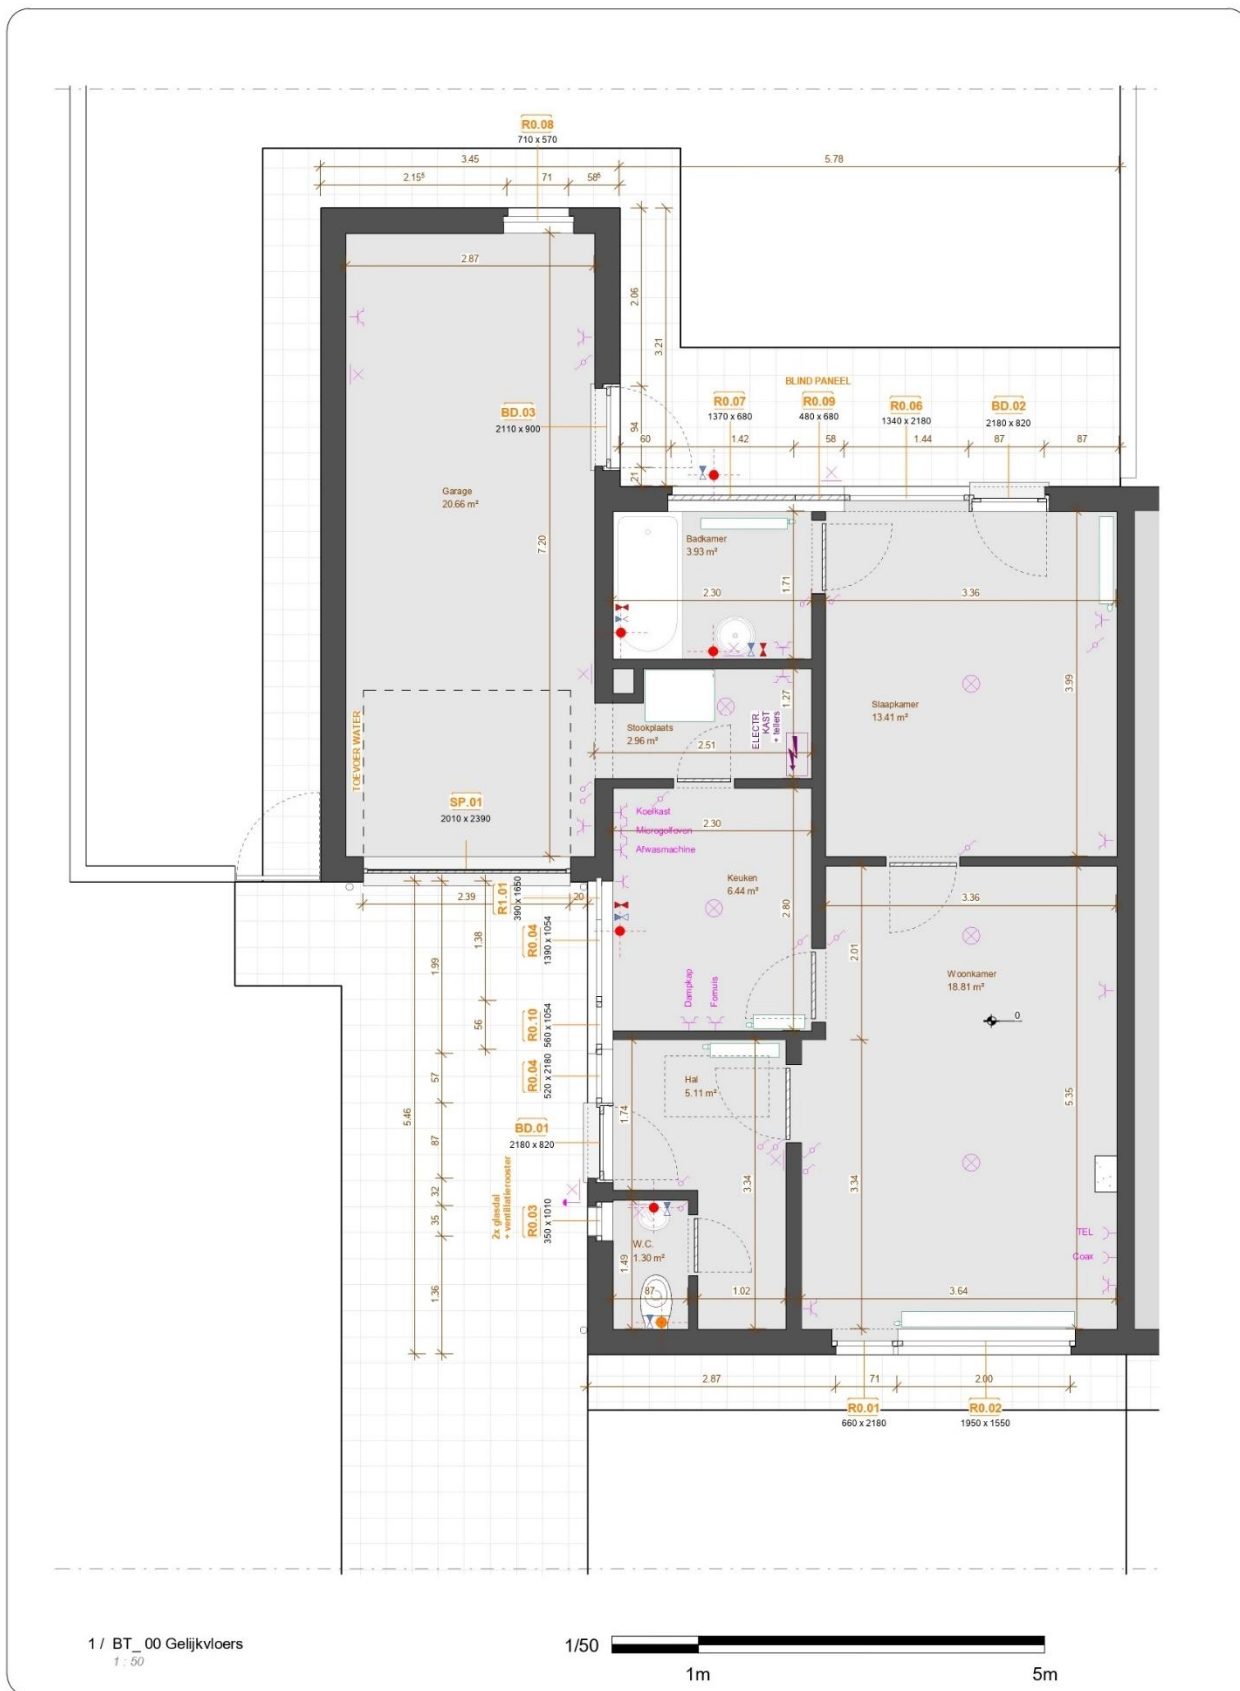 R0.08
710 x 570
3.45
5.78
2.15⁵
71
58⁵
2.87
2.06
3.21
BLIND PANEEL
R0.07
1370 x 680
R0.09
480 x 680
R0.06
1340 x 2180
BD.02
2180 x 820
BD.03
2110 x 900
94
60
1.42
58
1.44
87
87
21
Garage
20.66 m²
7.20
Badkamer
3.93 m²
1.71
2.30
3.36
3.99
Slaapkamer
13.41 m²
1.27
Stookplaats
2.96 m²
ELECTR.
KAST
+ tellers
2.51
TOEVOER WATER
SP.01
2010 x 2390
Koelkast
2.30
Microgolfoven
Afwasmachine
Keuken
6.44 m²
2.80
2.39
20
R1.01
390 x 1650
3.36
1.38
R0.04
1390 x 1054
1.99
2.01
Woonkamer
18.81 m²
Dampkap
Fornuis
0
56
R0.10
560 x 1054
57
R0.04
520 x 2180
Hal
5.11 m²
5.46
1.74
5.35
BD.01
2180 x 820
87
3.34
3.34
32
2x glasdal
+ ventillatierooster
R0.03
350 x 1010
35
W.C.
1.30 m²
1.49
TEL
Coax
1.36
87
1.02
3.64
2.87
71
2.00
R0.01
660 x 2180
R0.02
1950 x 1550
1 / BT_ 00 Gelijkvloers
1 : 50
1/50
1m
5m